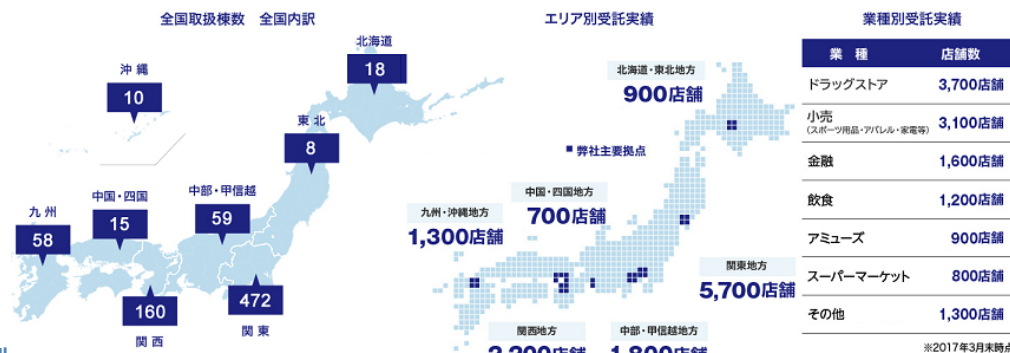 全国取扱棟数 全国内訳
北海道
18
沖縄
10
東北
8
中部・甲信越
59
中国・四国
15
九州
58
472
関東
160
関西
エリア別受託実績
北海道・東北地方
900店舗
■弊社主要拠点
中国・四国地方
700店舗
九州・沖縄地方
1,300店舗
関東地方
5,700店舗
関西地方
中部・甲信越地方
1,800店舗
業種別受託実績
業種 店舗数
ドラッグストア 3,700店舗
小売 3,100店舗
(スポーツ用品・アパレル・家電等)
金融 1,600店舗
飲食 1,200店舗
アミューズ 900店舗
スーパーマーケット 800店舗
その他 1,300店舗
※2017年3月末時点